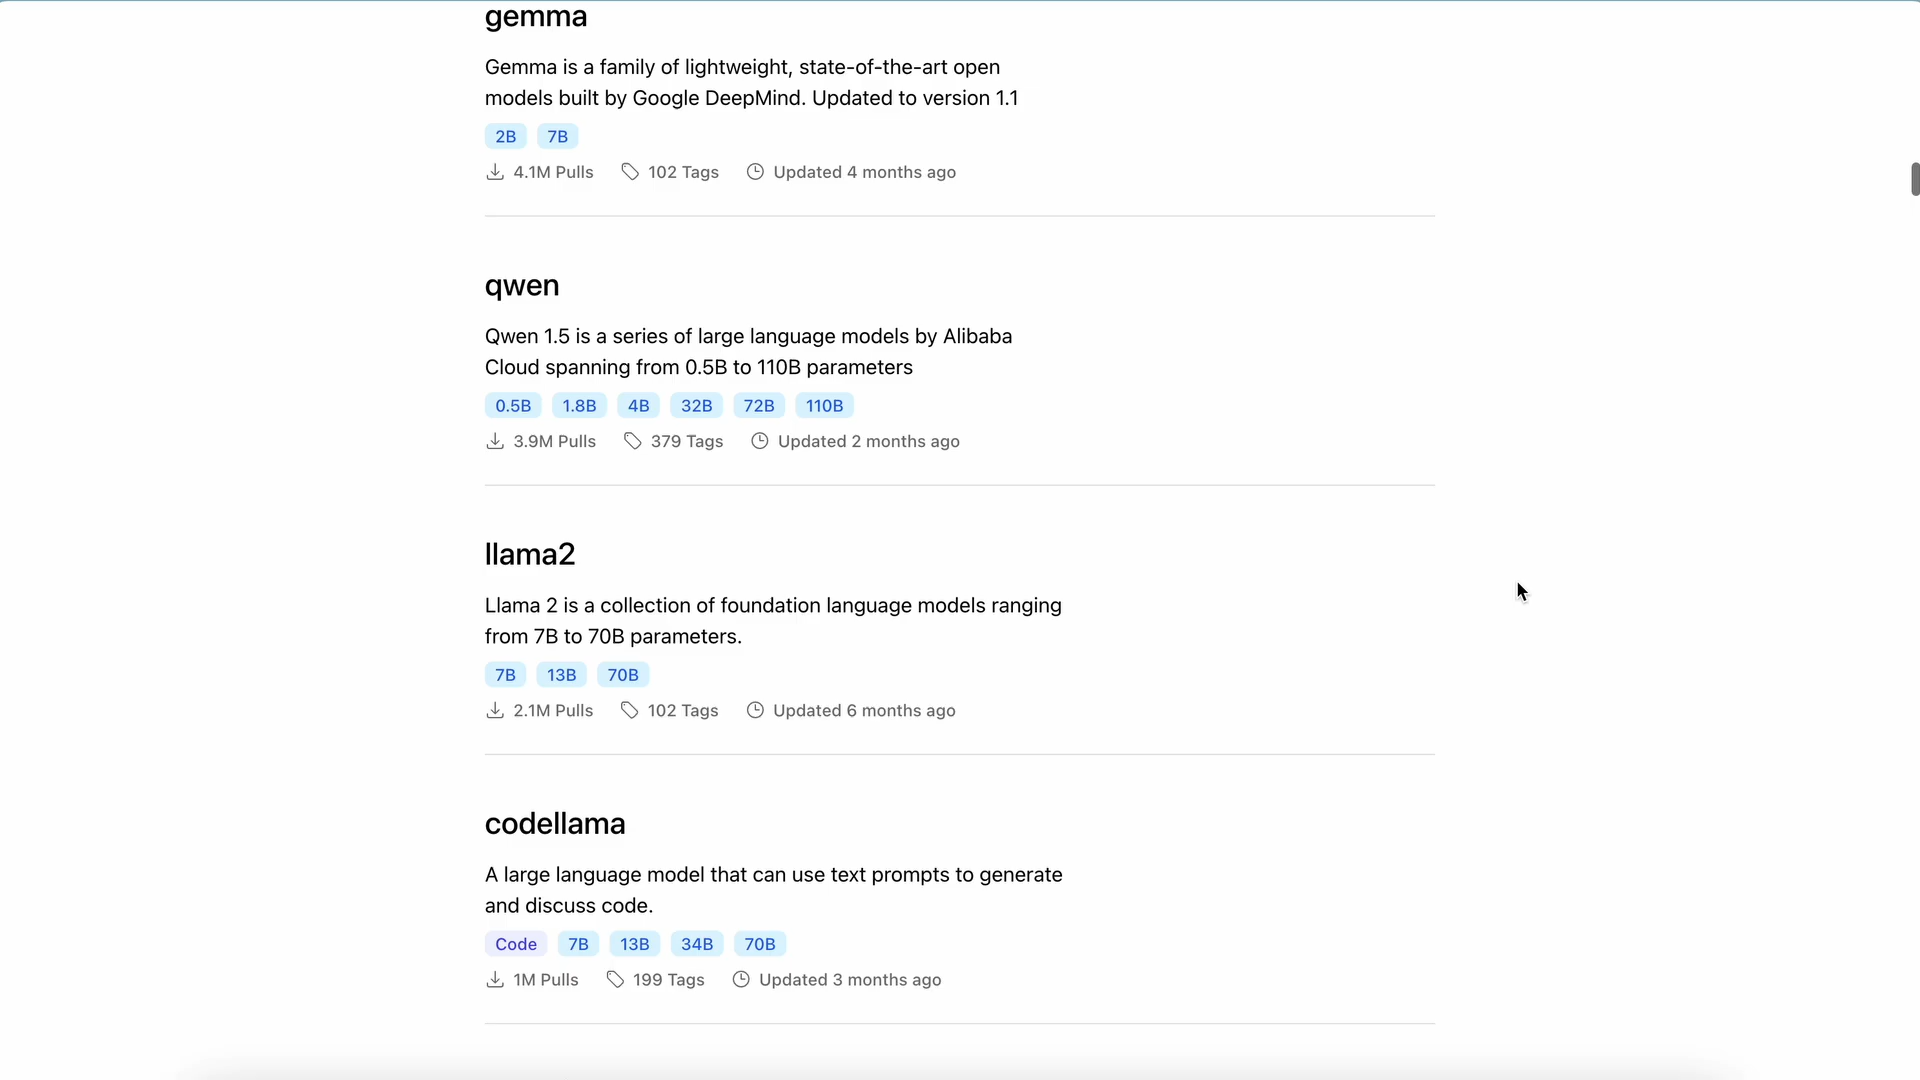 gemma
Gemma is a family of lightweight, state-of-the-art open
models built by Google DeepMind. Updated to version 1.1
2B 7B
4.1M Pulls 102 Tags Updated 4 months ago
qwen
Qwen 1.5 is a series of large language models by Alibaba
Cloud spanning from 0.5B to 110B parameters
0.5B 1.8B 4B 32B 72B 110B
3.9M Pulls 379 Tags Updated 2 months ago
llama2
Llama 2 is a collection of foundation language models ranging
from 7B to 70B parameters.
7B 13B 70B
2.1M Pulls 102 Tags Updated 6 months ago
codellama
A large language model that can use text prompts to generate
and discuss code.
Code 7B 13B 34B 70B
1M Pulls 199 Tags Updated 3 months ago